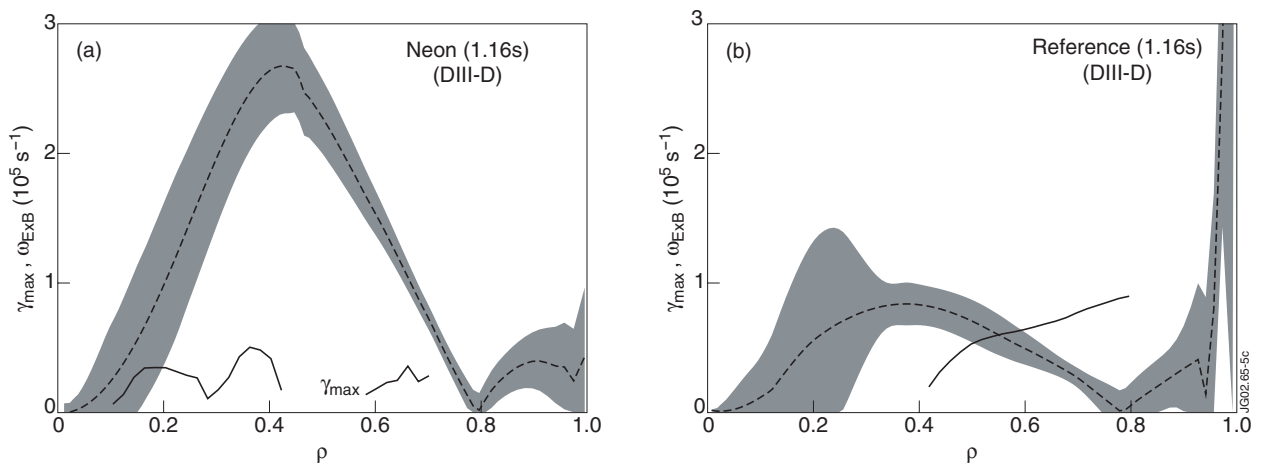 (a)
Neon (1.16s)
(DIII-D)
γmax , ωExB (10⁵ s⁻¹)
3
2
1
0
γmax
0 0.2 0.4 0.6 0.8 1.0
ρ
(b)
Reference (1.16s)
(DIII-D)
γmax , ωExB (10⁵ s⁻¹)
3
2
1
0
0 0.2 0.4 0.6 0.8 1.0
ρ
JG02.65-5c